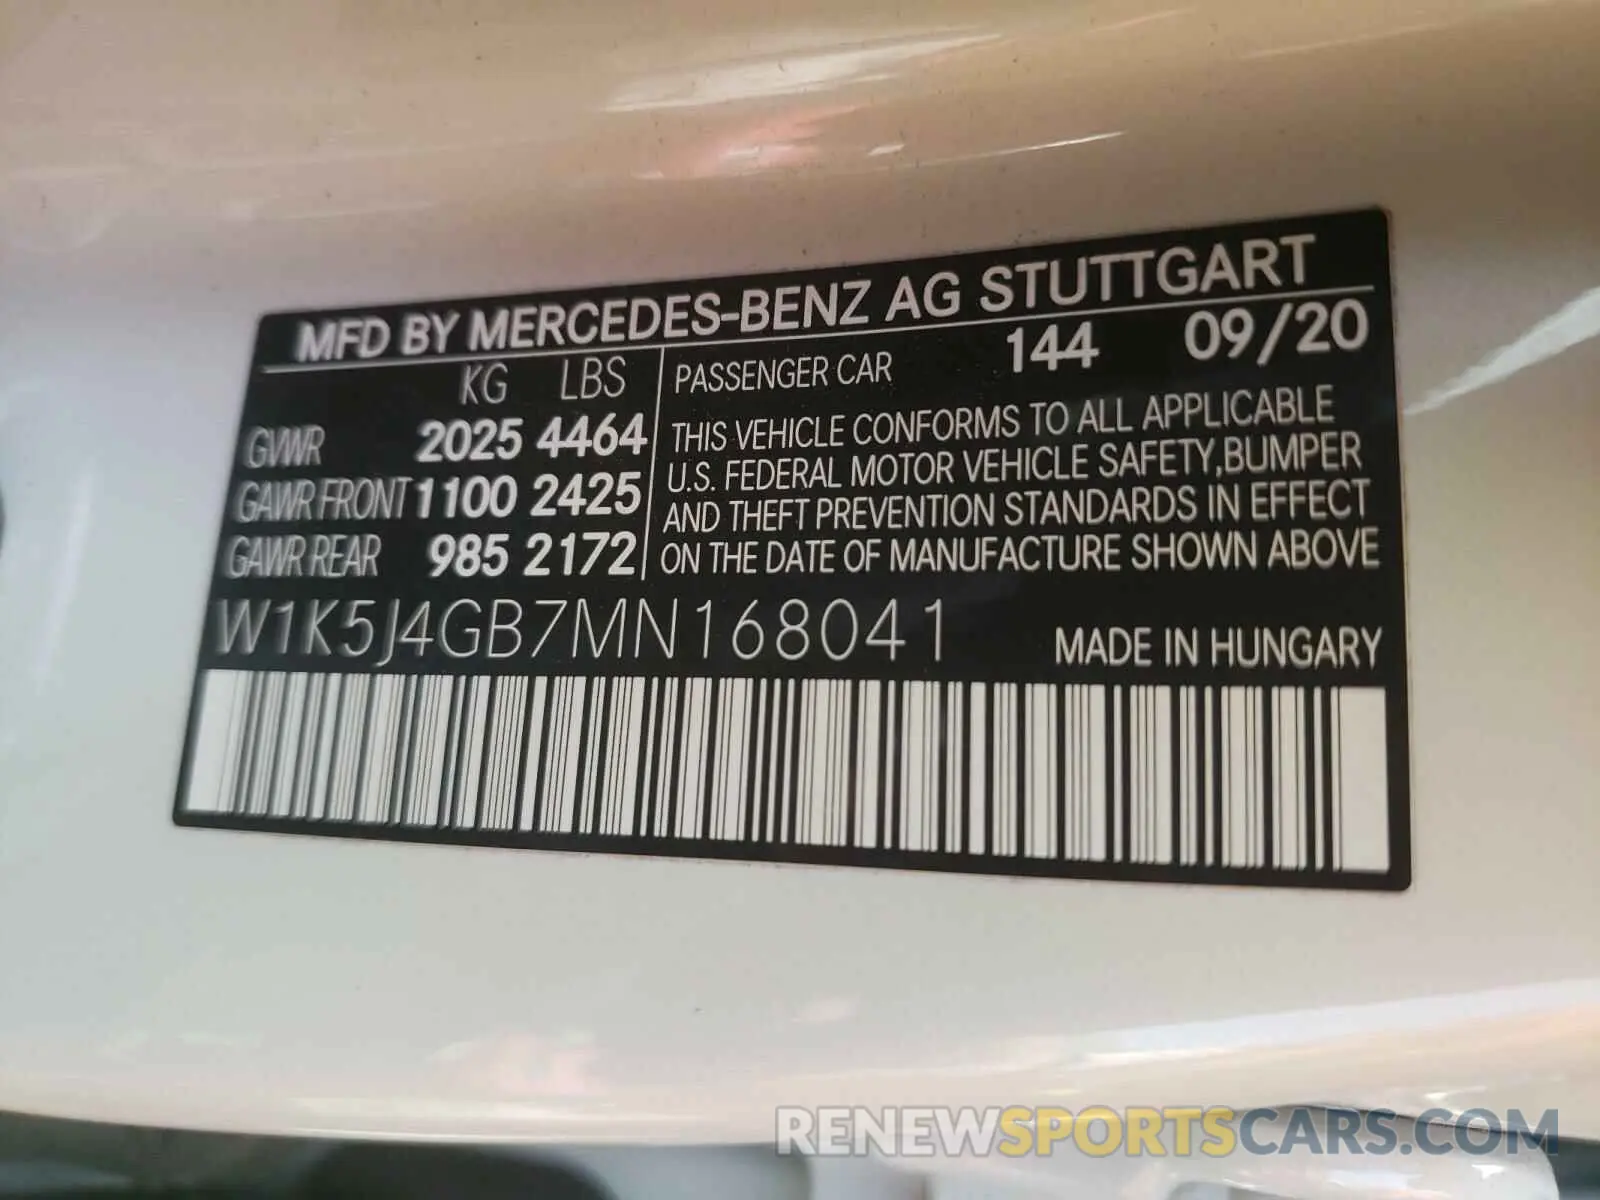 MFD BY MERCEDES-BENZ AG STUTTGART
KG LBS
GVWR 2025 4464
GAWR FRONT 1100 2425
GAWR REAR 985 2172
PASSENGER CAR 144 09/20
THIS VEHICLE CONFORMS TO ALL APPLICABLE
U.S. FEDERAL MOTOR VEHICLE SAFETY,BUMPER
AND THEFT PREVENTION STANDARDS IN EFFECT
ON THE DATE OF MANUFACTURE SHOWN ABOVE
W1K5J4GB7MN168041
MADE IN HUNGARY
RENEWSPORTSCARS.COM